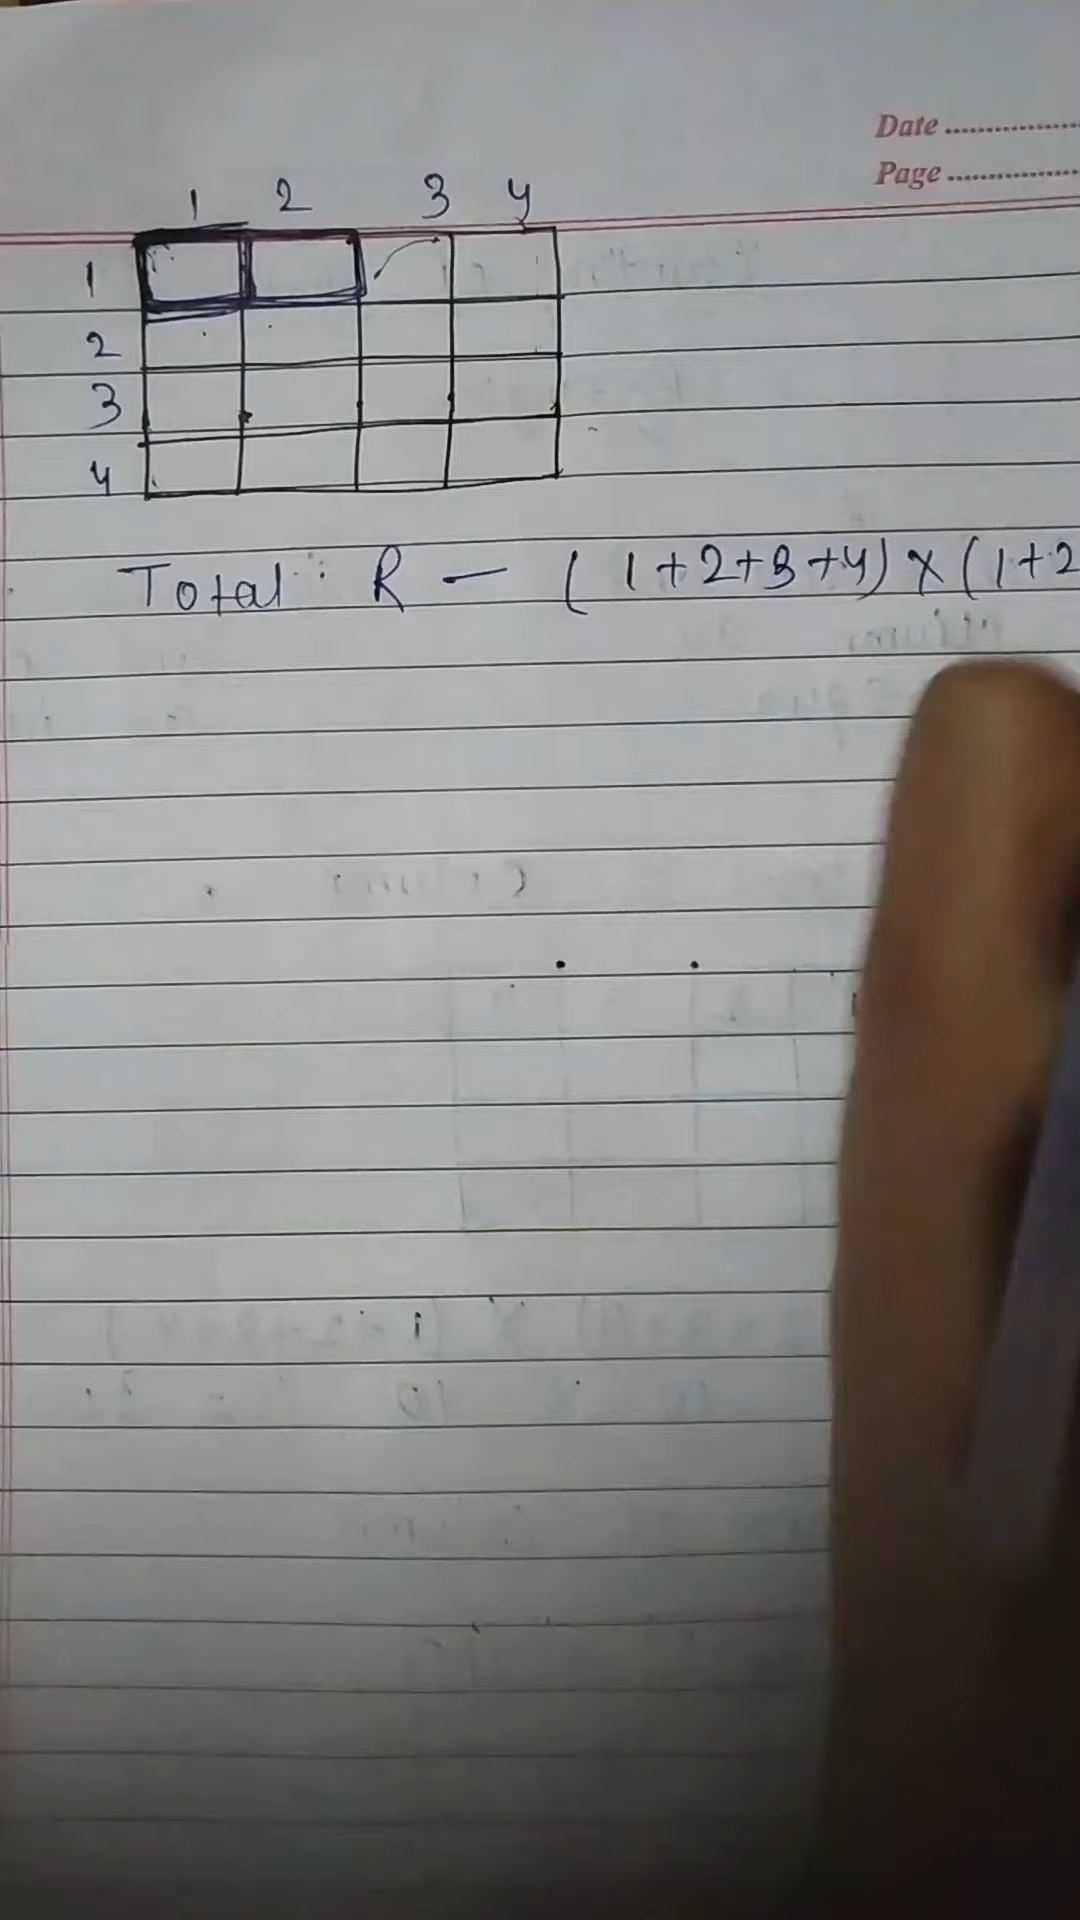 Date
Page
1 2 3 4
1
2
3
4
Total : R - ( 1+2+3+4) x (1+2